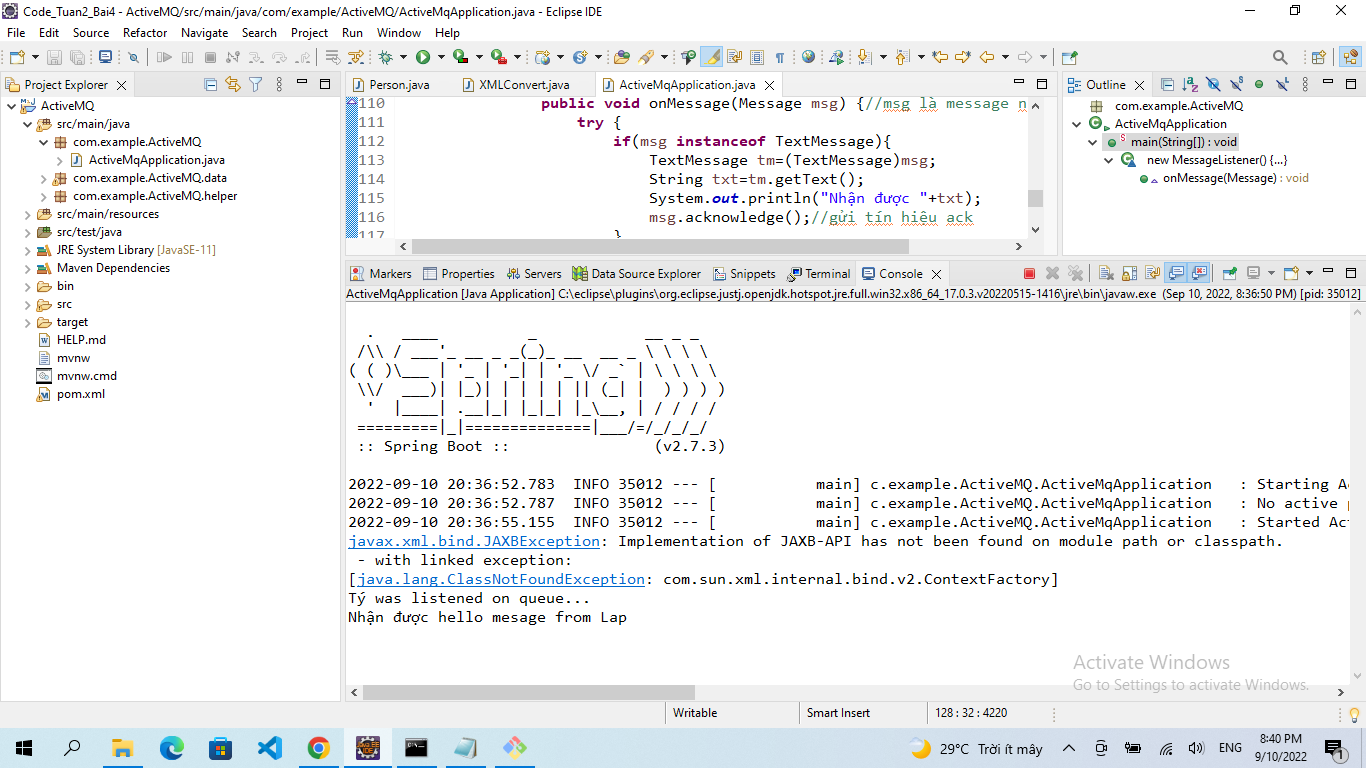 Code_Tuan2_Bai4 - ActiveMQ/src/main/java/com/example/ActiveMQ/ActiveMqApplication.java - Eclipse IDE
File Edit Source Refactor Navigate Search Project Run Window Help
Project Explorer
ActiveMQ
src/main/java
com.example.ActiveMQ
ActiveMqApplication.java
com.example.ActiveMQ.data
com.example.ActiveMQ.helper
src/main/resources
src/test/java
JRE System Library [JavaSE-11]
Maven Dependencies
bin
src
target
HELP.md
mvnw
mvnw.cmd
pom.xml
Person.java XMLConvert.java ActiveMqApplication.java
110 public void onMessage(Message msg) {//msg là message n
111 try {
112 if(msg instanceof TextMessage){
113 TextMessage tm=(TextMessage)msg;
114 String txt=tm.getText();
115 System.out.println("Nhận được "+txt);
116 msg.acknowledge();//gửi tín hiệu ack
117 }
Outline
com.example.ActiveMQ
ActiveMqApplication
main(String[]) : void
new MessageListener() {...}
onMessage(Message) : void
Markers Properties Servers Data Source Explorer Snippets Terminal Console
ActiveMqApplication [Java Application] C:\eclipse\plugins\org.eclipse.justj.openjdk.hotspot.jre.full.win32.x86_64_17.0.3.v20220515-1416\jre\bin\javaw.exe (Sep 10, 2022, 8:36:50 PM) [pid: 35012]
  .   ____          _            __ _ _
 /\\ / ___'_ __ _ _(_)_ __  __ _ \ \ \ \
( ( )\___ | '_ | '_| | '_ \/ _` | \ \ \ \
 \\/  ___)| |_)| | | | | || (_| |  ) ) ) )
  '  |____| .__|_| |_|_| |_\__, | / / / /
 =========|_|==============|___/=/_/_/_/
:: Spring Boot :: (v2.7.3)
2022-09-10 20:36:52.783 INFO 35012 --- [ main] c.example.ActiveMQ.ActiveMqApplication : Starting Ac
2022-09-10 20:36:52.787 INFO 35012 --- [ main] c.example.ActiveMQ.ActiveMqApplication : No active p
2022-09-10 20:36:55.155 INFO 35012 --- [ main] c.example.ActiveMQ.ActiveMqApplication : Started Act
javax.xml.bind.JAXBException: Implementation of JAXB-API has not been found on module path or classpath.
- with linked exception:
[java.lang.ClassNotFoundException: com.sun.xml.internal.bind.v2.ContextFactory]
Tý was listened on queue...
Nhận được hello mesage from Lap
Activate Windows
Go to Settings to activate Windows.
Writable Smart Insert 128 : 32 : 4220
29°C Trời ít mây ENG 8:40 PM
9/10/2022
1